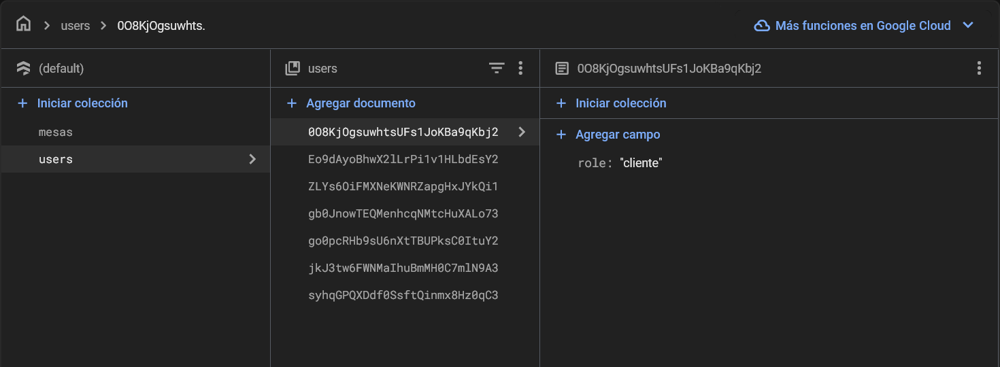 users
0O8KjOgsuwhts.
Más funciones en Google Cloud
(default)
Iniciar colección
mesas
users
users
Agregar documento
0O8KjOgsuwhtsUFs1JoKBa9qKbj2
Eo9dAyoBhwX2lLrPi1v1HLbdEsY2
ZLYs6OiFMXNeKWNRZapgHxJYkQi1
gb0JnowTEQMenhcqNMtcHuXALo73
go0pcRHb9sU6nXtTBUPksC0ItuY2
jkJ3tw6FWNMaIhuBmMH0C7mlN9A3
syhqGPQXDdf0SsftQinmx8Hz0qC3
0O8KjOgsuwhtsUFs1JoKBa9qKbj2
Iniciar colección
Agregar campo
role: "cliente"